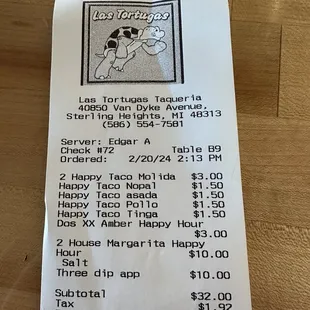 Las Tortugas
Las Tortugas Taqueria
40850 Van Dyke Avenue,
Sterling Heights, MI 48313
(586) 554-7581
Server: Edgar A
Check #72 Table B9
Ordered: 2/20/24 2:13 PM
2 Happy Taco Molida $3.00
Happy Taco Nopal $1.50
Happy Taco asada $1.50
Happy Taco Pollo $1.50
Happy Taco Tinga $1.50
Dos XX Amber Happy Hour
$3.00
2 House Margarita Happy
Hour $10.00
Salt
Three dip app $10.00
Subtotal $32.00
Tax $1.92